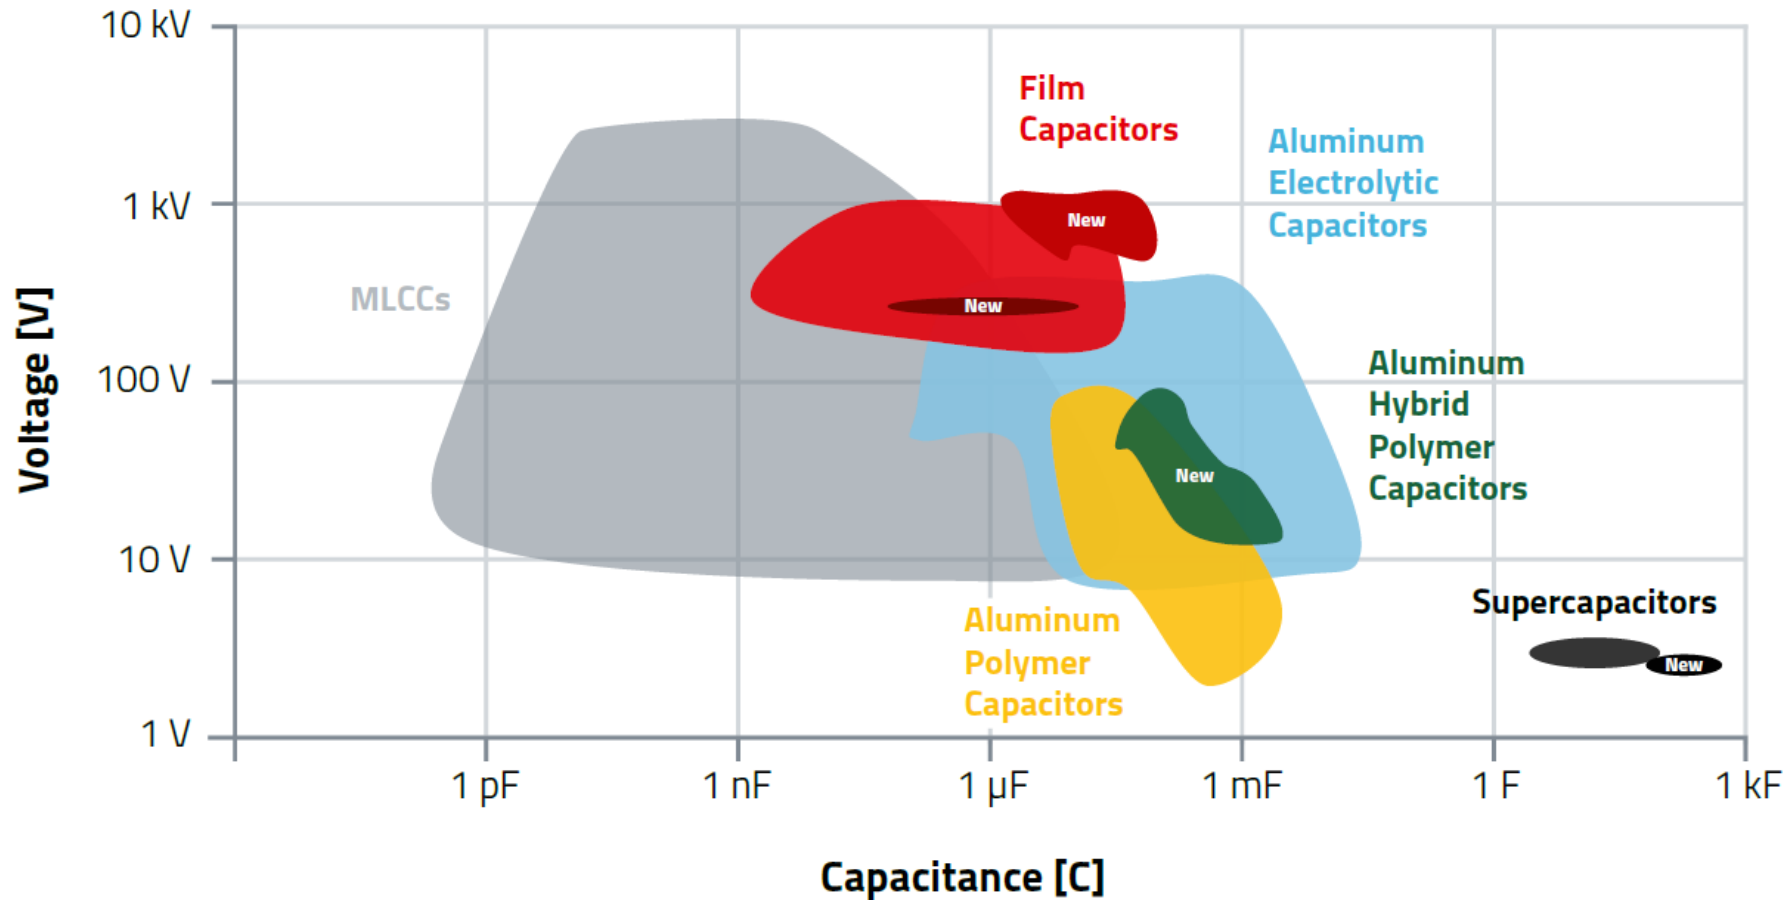 10 kV
1 kV
100 V
10 V
1 V
Voltage [V]
Film
Capacitors
Aluminum
Electrolytic
Capacitors
New
MLCCs
New
Aluminum
Hybrid
Polymer
Capacitors
New
Aluminum
Polymer
Capacitors
Supercapacitors
New
1 pF
1 nF
1 µF
1 mF
1 F
1 kF
Capacitance [C]